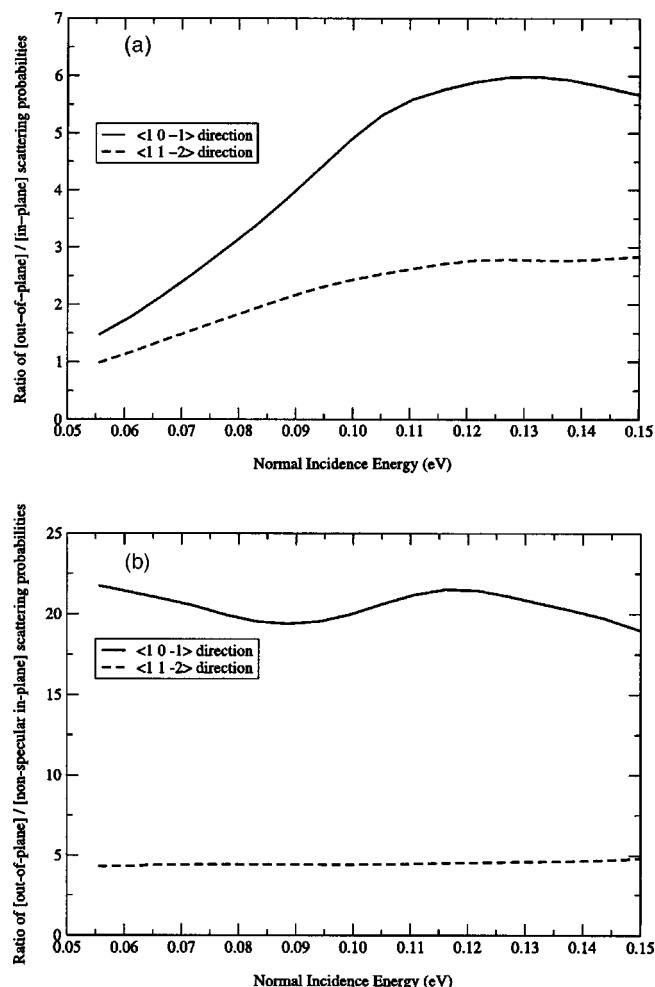 (a)
Ratio of [out-of-plane] / [in-plane] scattering probabilties
7
6
5
4
3
2
1
0
<1 0 -1> direction
<1 1 -2> direction
0.05 0.06 0.07 0.08 0.09 0.10 0.11 0.12 0.13 0.14 0.15
Normal Incidence Energy (eV)
(b)
Ratio of [out-of-plane] / [non-specular in-plane] scattering probabilities
25
20
15
10
5
0
<1 0 -1> direction
<1 1 -2> direction
0.05 0.06 0.07 0.08 0.09 0.10 0.11 0.12 0.13 0.14 0.15
Normal Incidence Energy (eV)